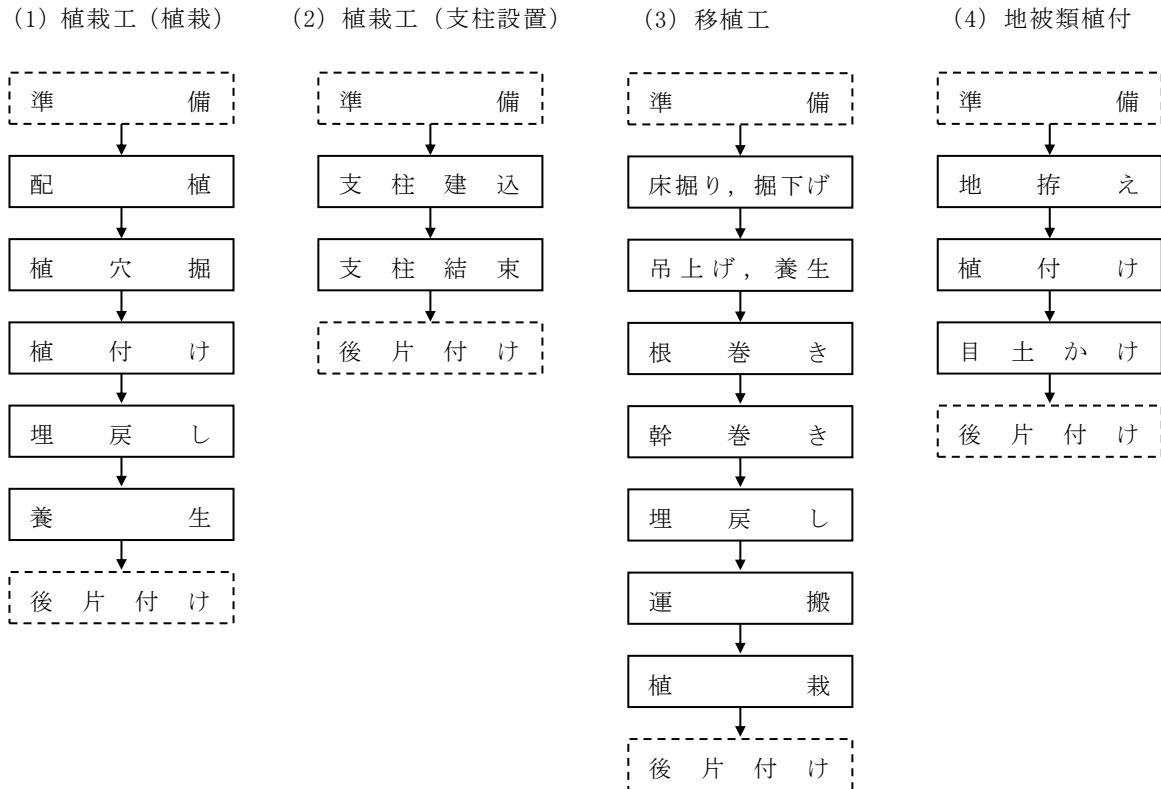 (1) 植栽工（植栽）
準備
配植
植穴掘
植付け
埋戻し
養生
後片付け
(2) 植栽工（支柱設置）
準備
支柱建込
支柱結束
後片付け
(3) 移植工
準備
床掘り，掘下げ
吊上げ，養生
根巻き
幹巻き
埋戻し
運搬
植栽
後片付け
(4) 地被類植付
準備
地拵え
植付け
目土かけ
後片付け